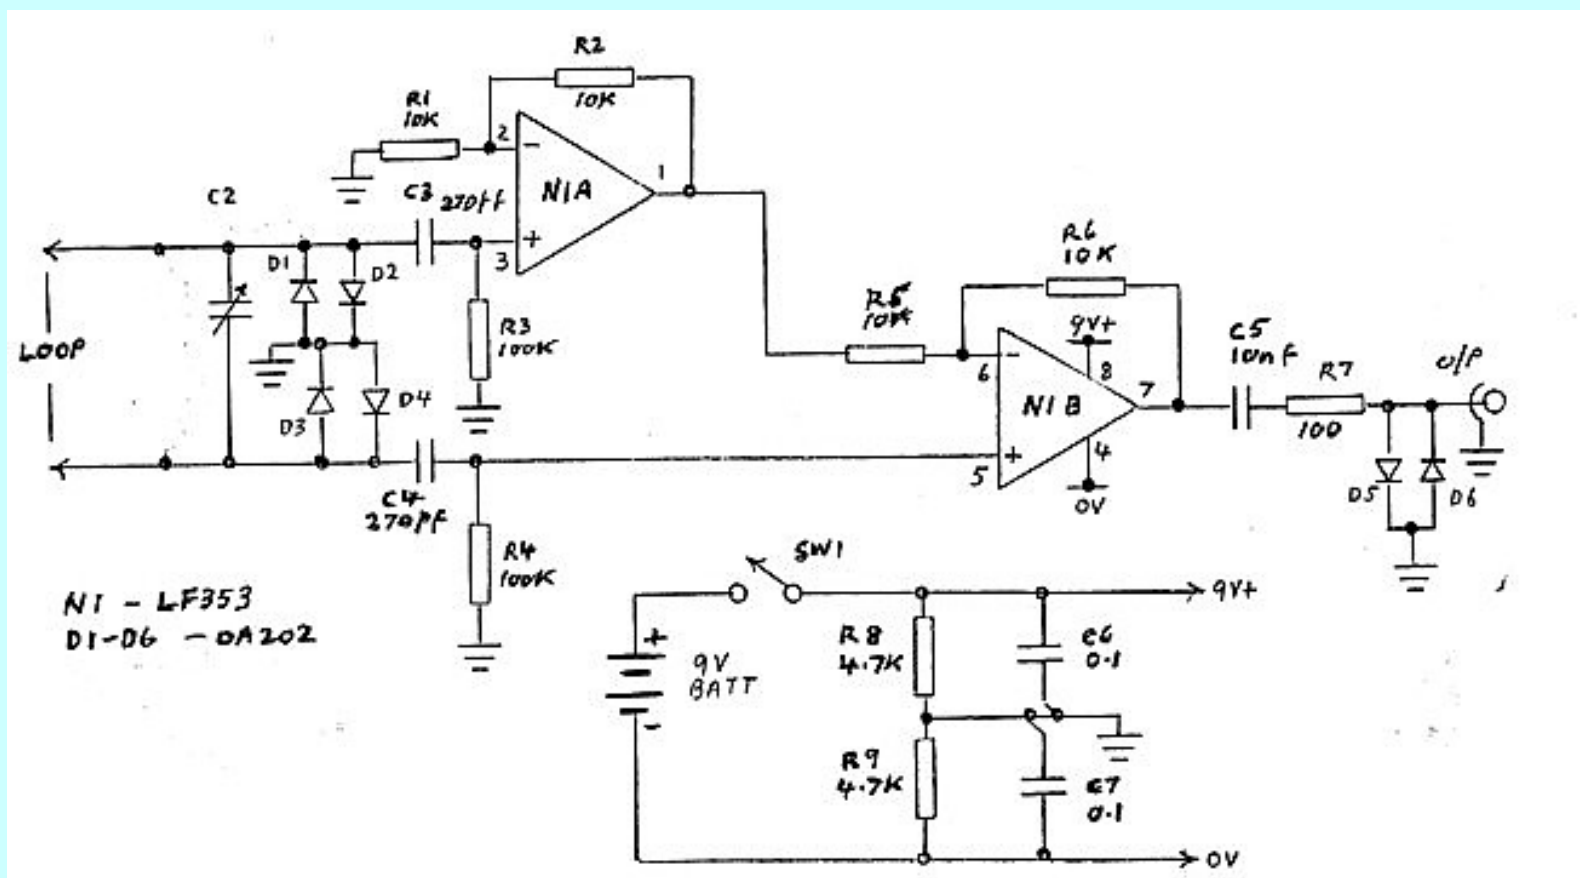 R2
10K
R1
10K
2
-
N1A
1
C3
270pf
+
3
C2
D1
D2
R3
100K
LOOP
D3
D4
R6
10K
R5
10K
9V+
8
-
6
N1B
7
C5
10nF
R7
100
O/P
+
5
4
0V
D5
D6
C4
270pf
R4
100K
N1 - LF353
D1-D6 - OA202
SW1
9V+
+
9V
BATT
-
R8
4.7K
C6
0.1
R9
4.7K
C7
0.1
0V